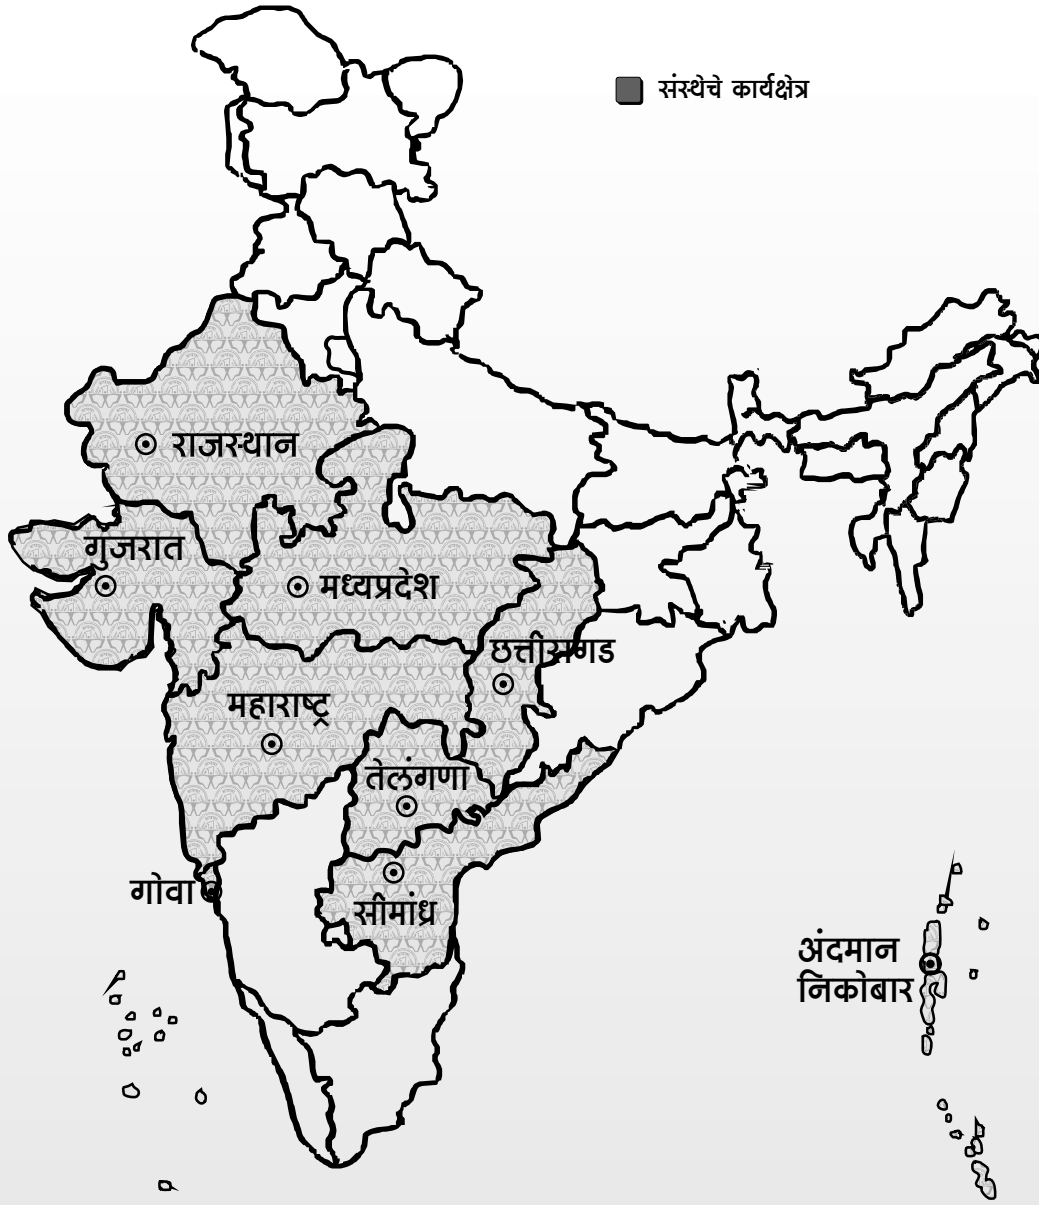 संस्थेचे कार्यक्षेत्र
राजस्थान
गुजरात
मध्यप्रदेश
छत्तीसगड
महाराष्ट्र
तेलंगणा
गोवा
सीमांध्र
अंदमान
निकोबार